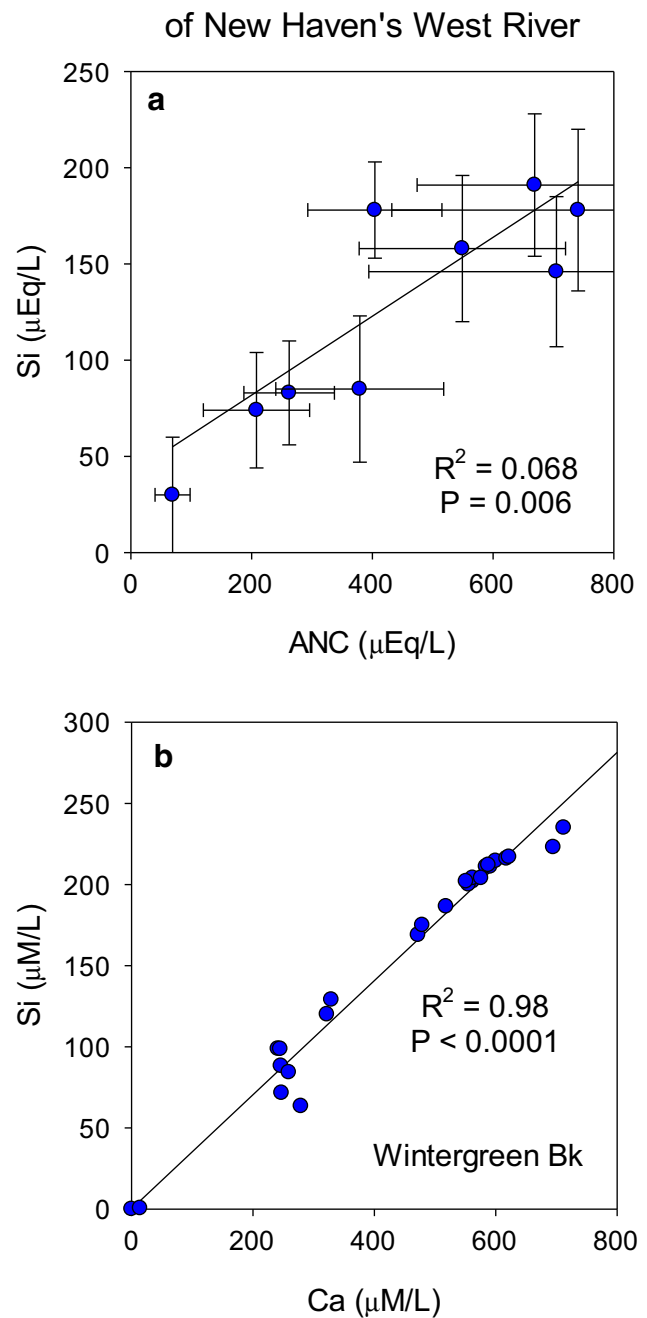 of New Haven's West River
250
a
200
150
Si (μEq/L)
100
50
R² = 0.068
P = 0.006
0
0 200 400 600 800
ANC (μEq/L)
300
b
250
200
Si (μM/L)
150
R² = 0.98
P < 0.0001
100
50
Wintergreen Bk
0
0 200 400 600 800
Ca (μM/L)